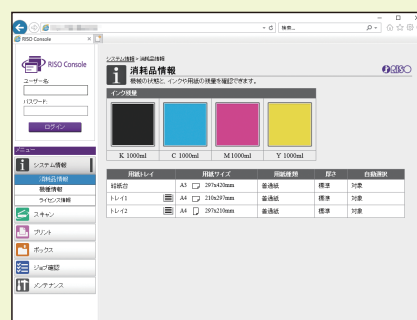 検索...
RISO Console
RISO Console
ユーザー名:
パスワード:
ログイン
メニュー
システム情報
消耗品情報
機種情報
ライセンス情報
スキャン
プリント
ボックス
ジョブ確認
メンテナンス
システム情報 > 消耗品情報
消耗品情報
機械の状態と、インクや用紙の残量を確認できます。
RISO
インク残量
K 1000ml C 1000ml M 1000ml Y 1000ml
用紙トレイ 用紙サイズ 用紙種類 厚さ 自動選択
給紙台 A3 297x420mm 普通紙 標準 対象
トレイ1 A4 210x297mm 普通紙 標準 対象
トレイ2 A4 297x210mm 普通紙 標準 対象